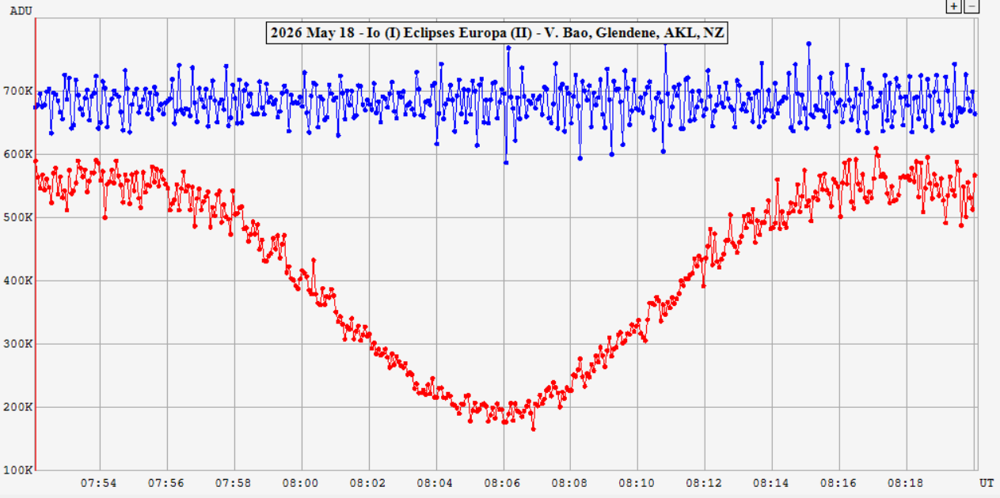 ADU
+ −
2026 May 18 - Io (I) Eclipses Europa (II) - V. Bao, Glendene, AKL, NZ
700K
600K
500K
400K
300K
200K
100K
07:54 07:56 07:58 08:00 08:02 08:04 08:06 08:08 08:10 08:12 08:14 08:16 08:18 UT